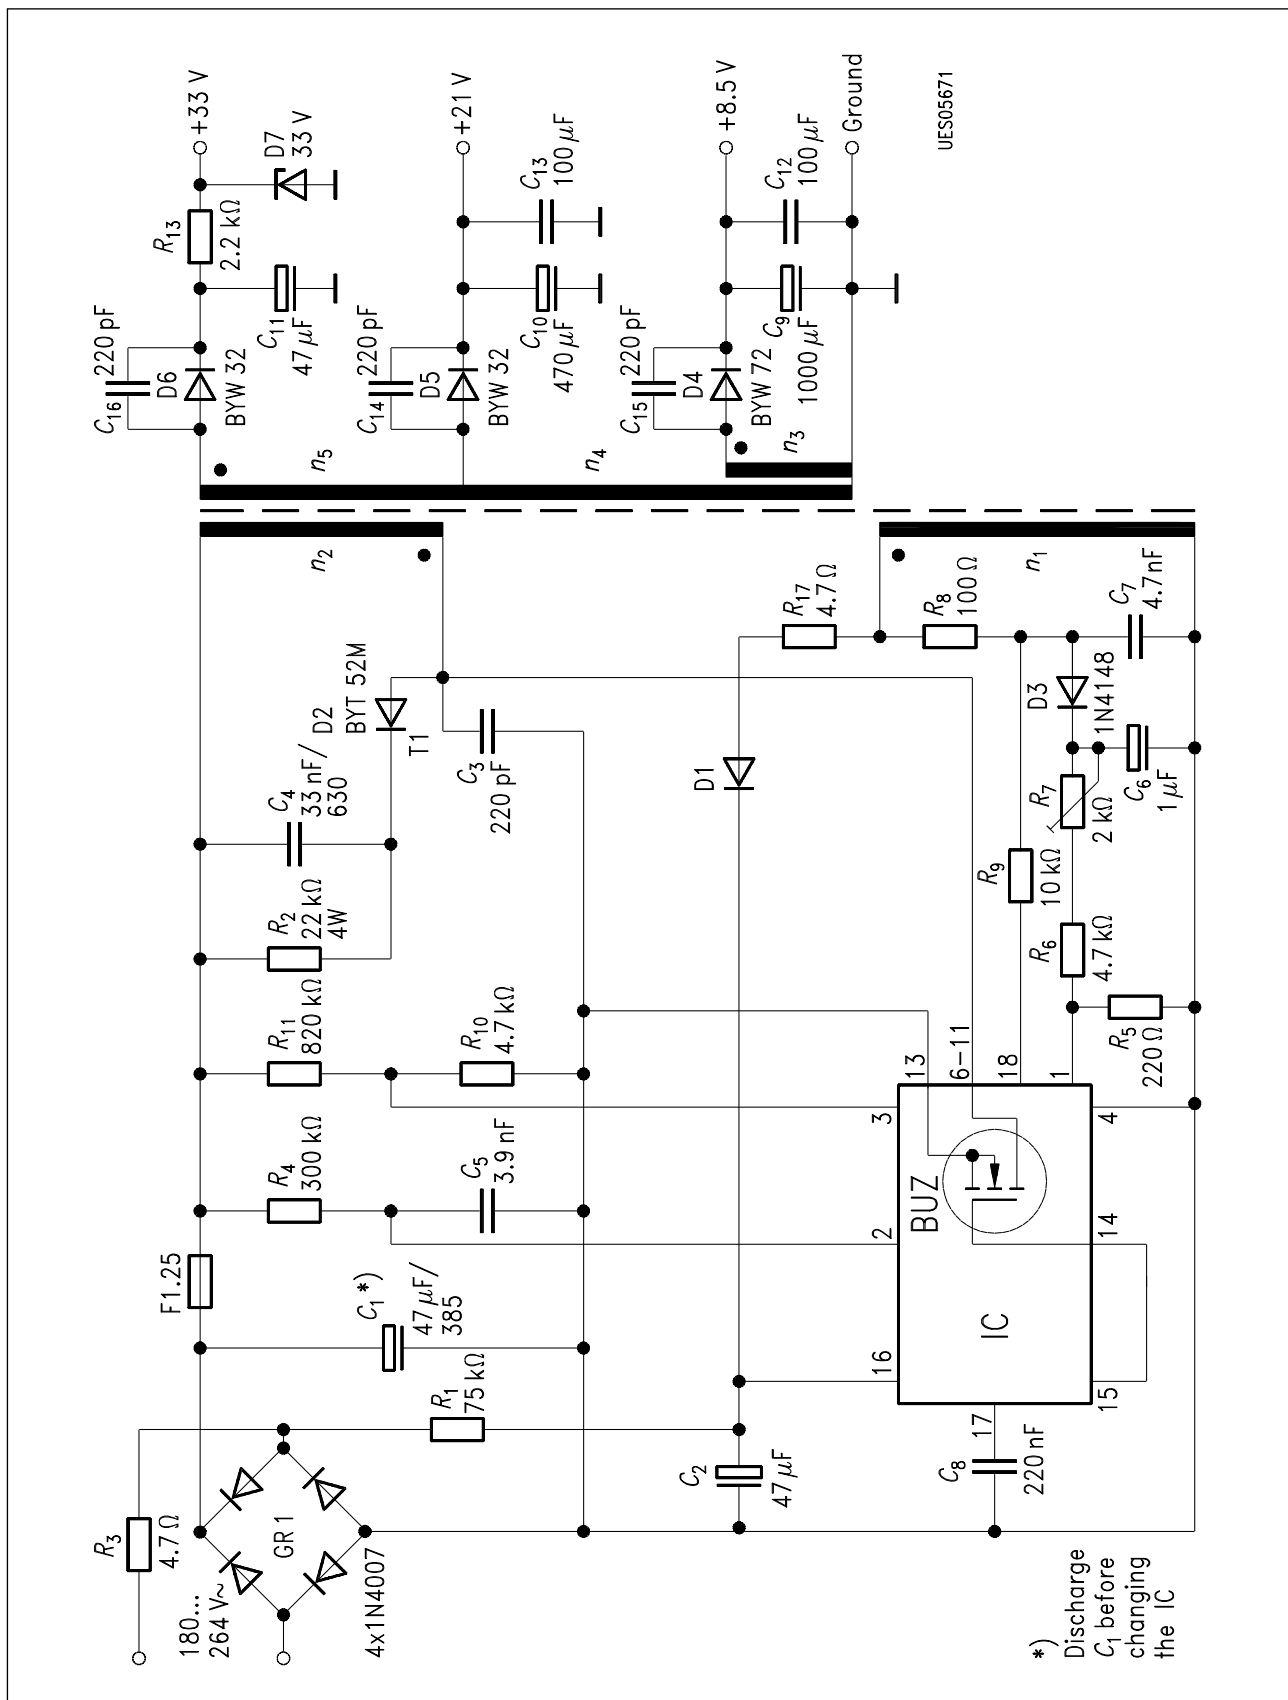 R3
4.7 Ω
180...
264 V~
GR1
4x1N4007
F1.25
C1 *)
47 μF/
385
R1
75 kΩ
R4
300 kΩ
C5
3.9 nF
R11
820 kΩ
R10
4.7 kΩ
R2
22 kΩ
4W
C4
33 nF/
630
D2
BYT 52M
T1
C3
220 pF
n2
C16
220 pF
D6
BYW 32
C11
47 μF
R13
2.2 kΩ
D7
33 V
+33 V
n5
C14
220 pF
D5
BYW 32
C10
470 μF
C13
100 μF
+21 V
n4
C15
220 pF
D4
BYW 72
C9
1000 μF
C12
100 μF
+8.5 V
n3
Ground
UES05671
C2
47 μF
D1
R17
4.7 Ω
R8
100 Ω
n1
C7
4.7 nF
D3
1N4148
C6
1 μF
R7
2 kΩ
R9
10 kΩ
R6
4.7 kΩ
R5
220 Ω
16
2
3
13
6–11
18
1
BUZ
IC
17
15
14
4
C8
220 nF
*)
Discharge
C1 before
changing
the IC